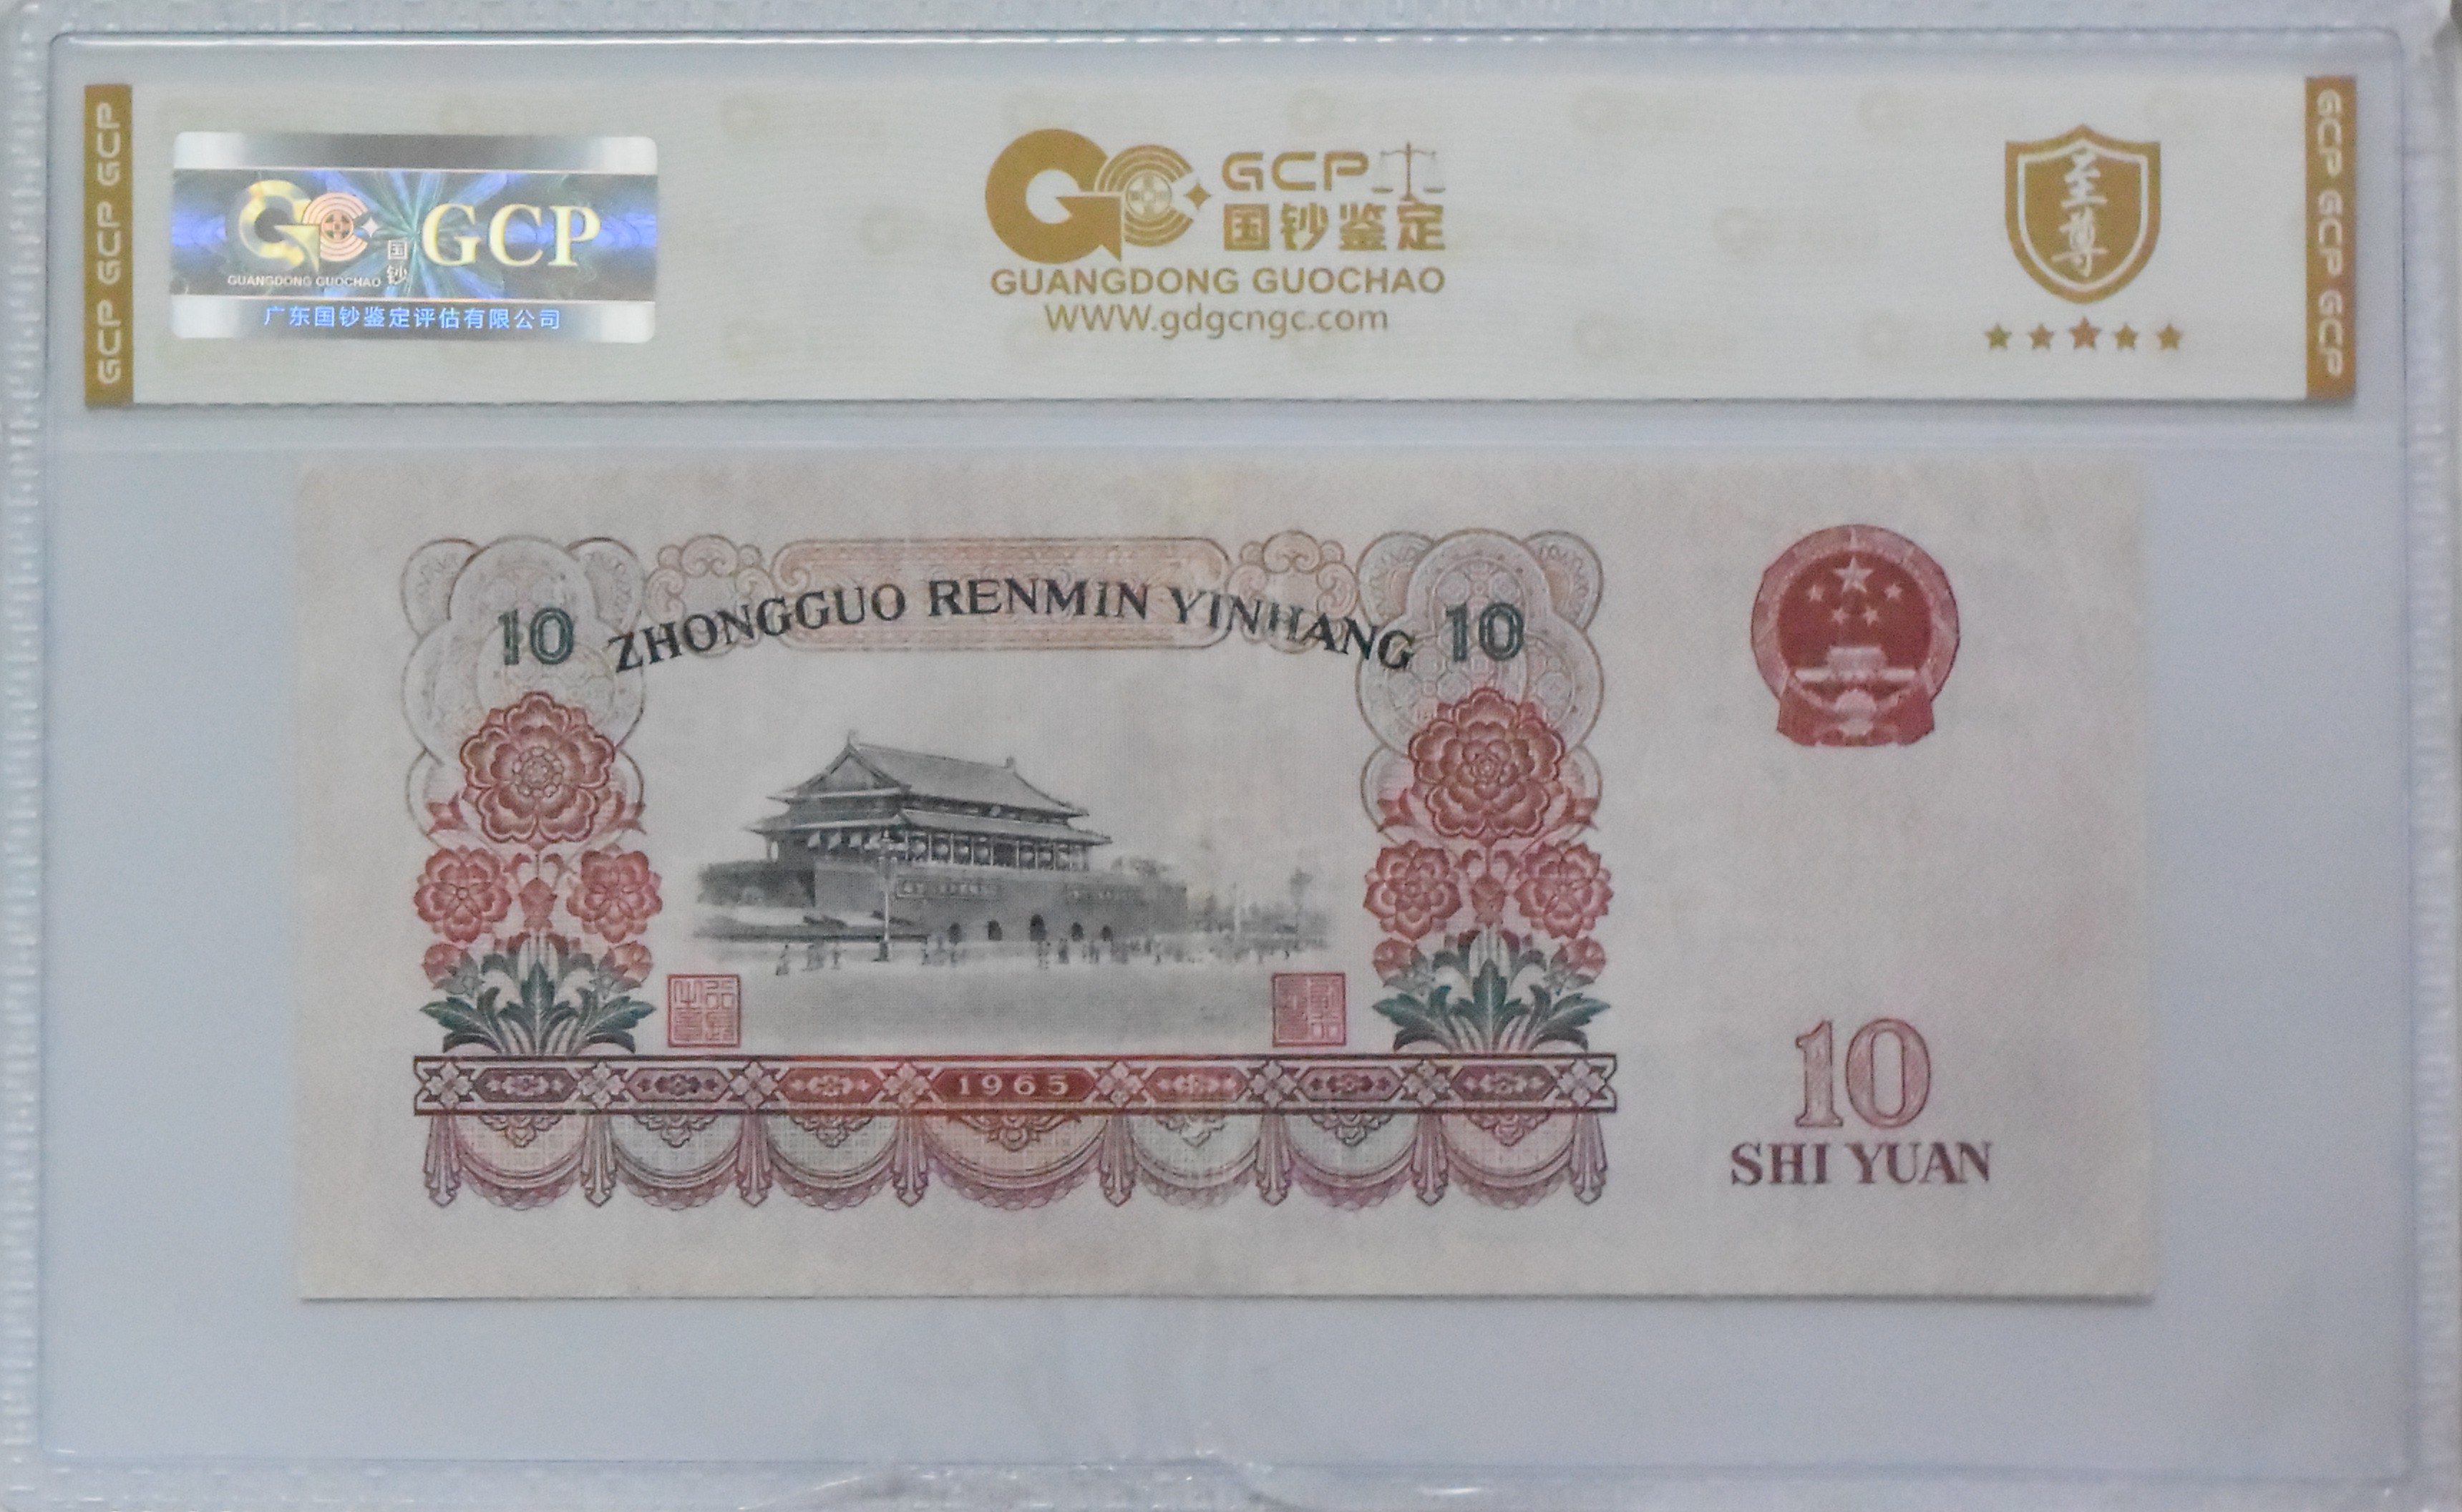 GCP GCP GCP
国钞
GCP
GUANGDONG GUOCHAO
广东国钞鉴定评估有限公司
GCP
国钞鉴定
GUANGDONG GUOCHAO
WWW.gdgcngc.com
至尊
GCP GCP GCP
10 ZHONGGUO RENMIN YINHANG 10
1965
10
SHI YUAN